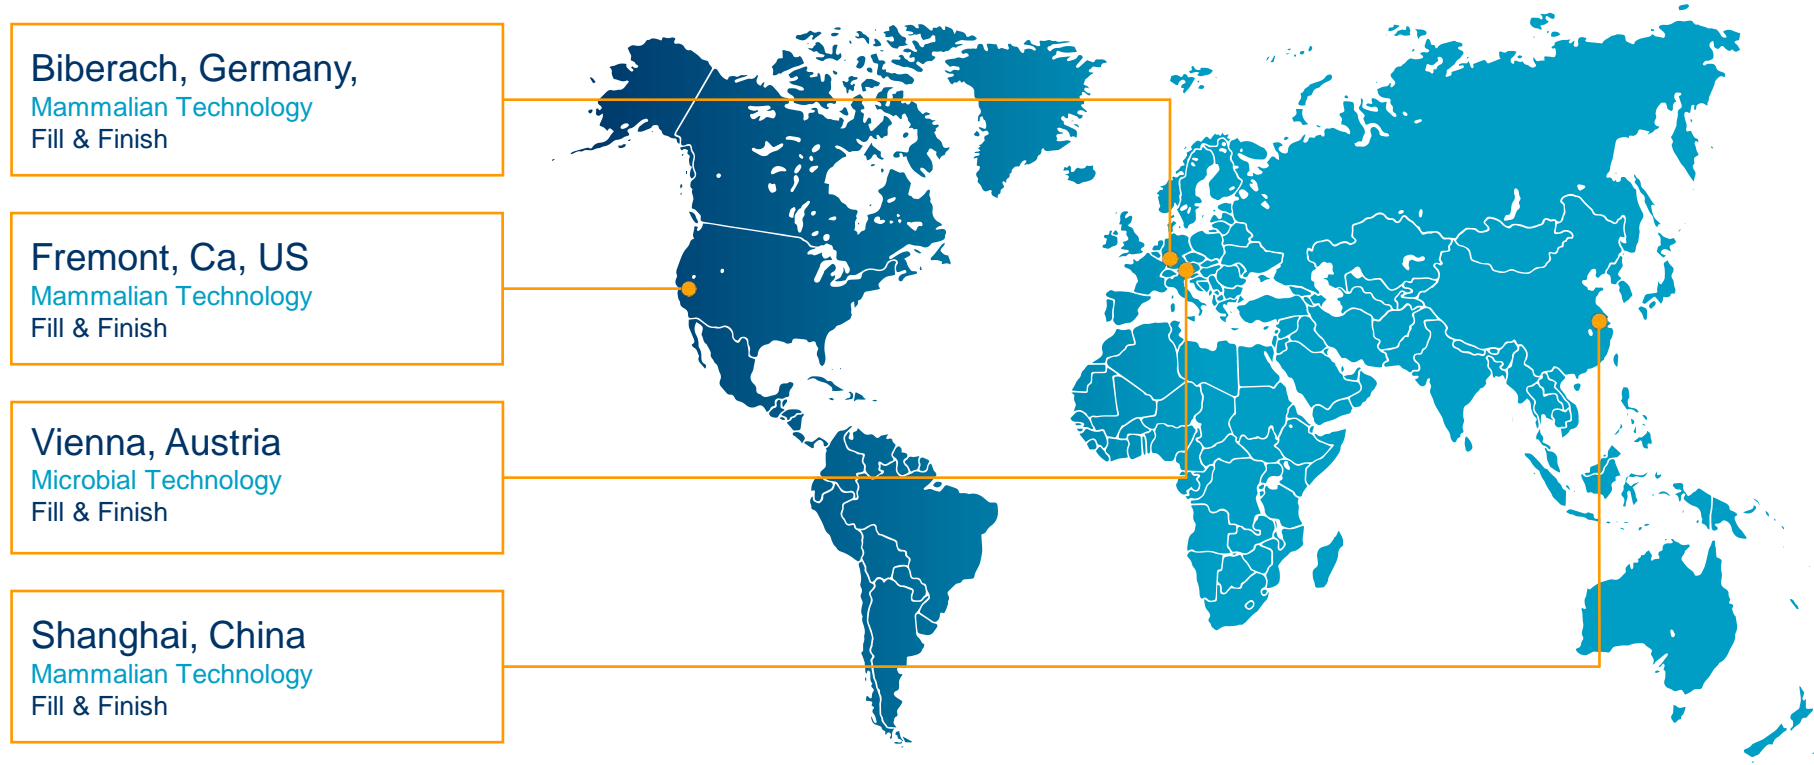 Biberach, Germany,
Mammalian Technology
Fill & Finish
Fremont, Ca, US
Mammalian Technology
Fill & Finish
Vienna, Austria
Microbial Technology
Fill & Finish
Shanghai, China
Mammalian Technology
Fill & Finish